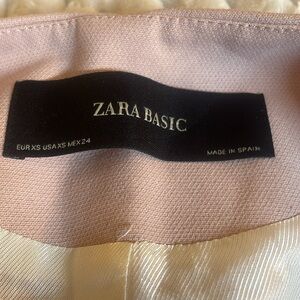 ZARA BASIC
EUR XS USA XS MEX 24
MADE IN SPAIN